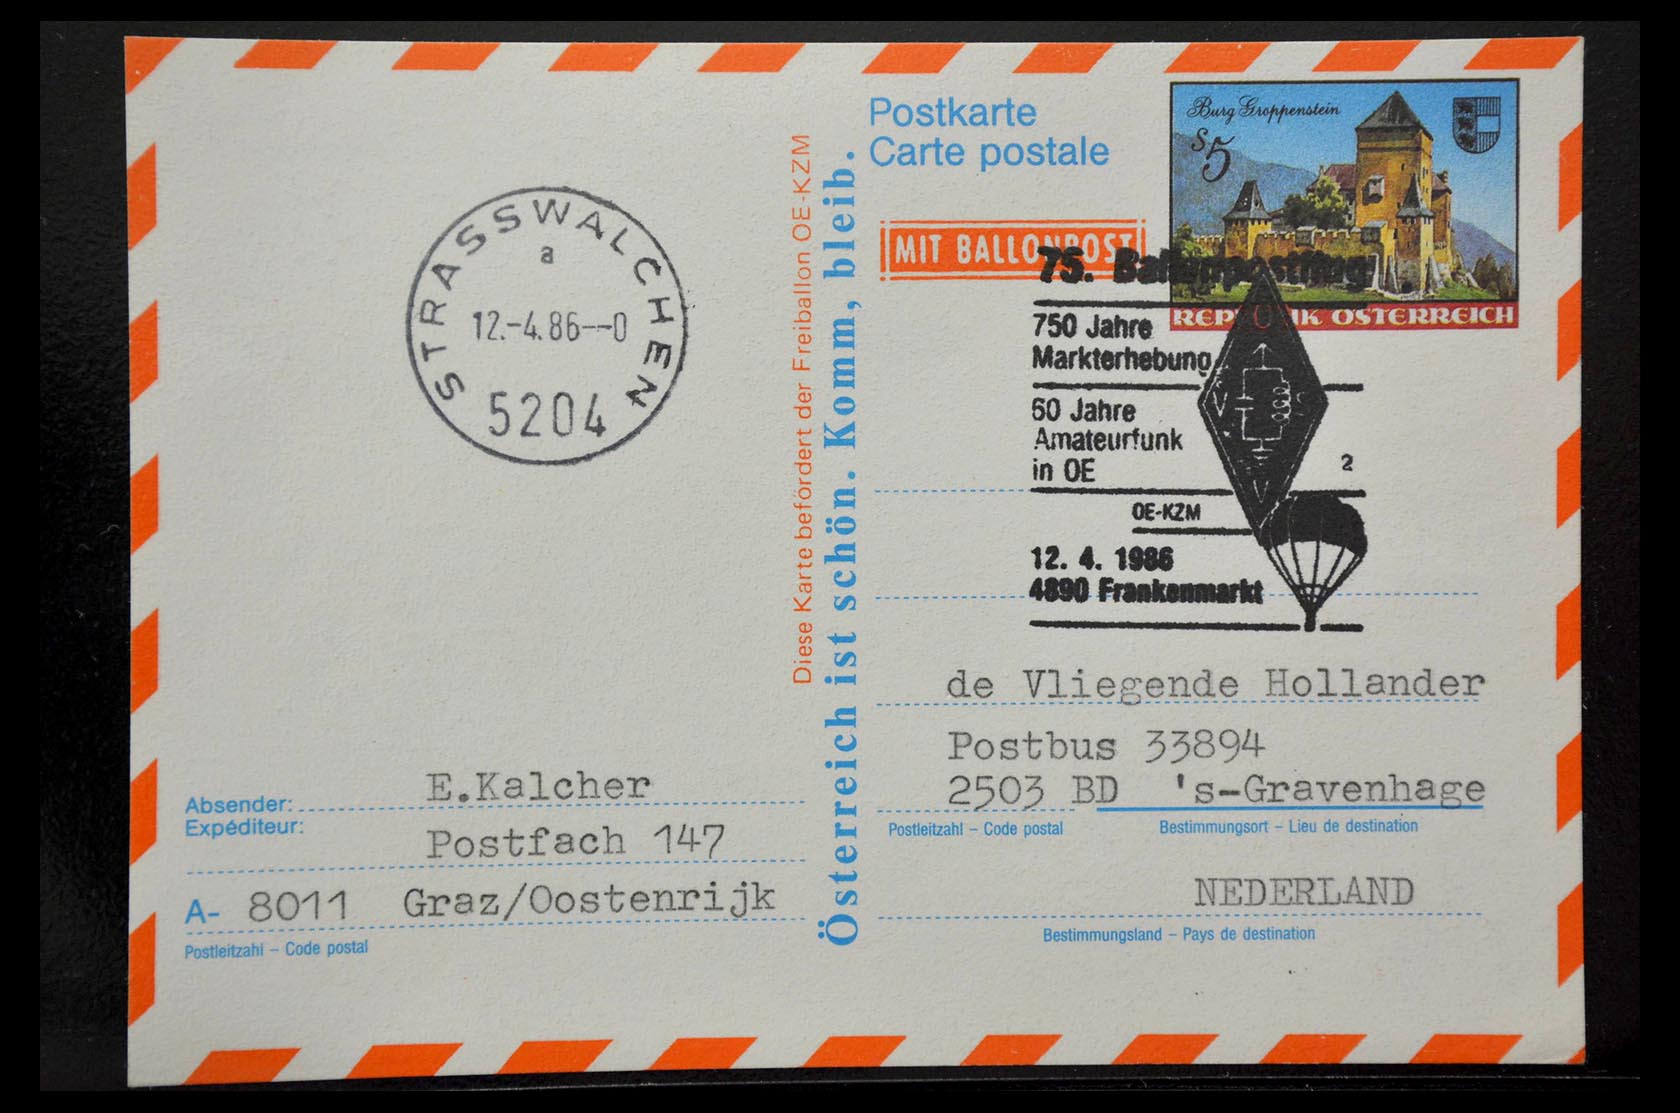 Postkarte
Carte postale
Burg Groppenstein
S5
REPUBLIK ÖSTERREICH
MIT BALLONPOST
75. Ballonpostflug
750 Jahre
Markterhebung
60 Jahre
Amateurfunk
in OE
2
OE-KZM
12. 4. 1986
4890 Frankenmarkt
STRASSWALCHEN
a
12.-4.86--0
5204
Diese Karte befördert der Freiballon OE-KZM
Österreich ist schön. Komm, bleib.
de Vliegende Hollander
Postbus 33894
2503 BD 's-Gravenhage
Postleitzahl – Code postal Bestimmungsort – Lieu de destination
NEDERLAND
Bestimmungsland – Pays de destination
Absender: E.Kalcher
Expéditeur:
Postfach 147
A- 8011 Graz/Oostenrijk
Postleitzahl – Code postal